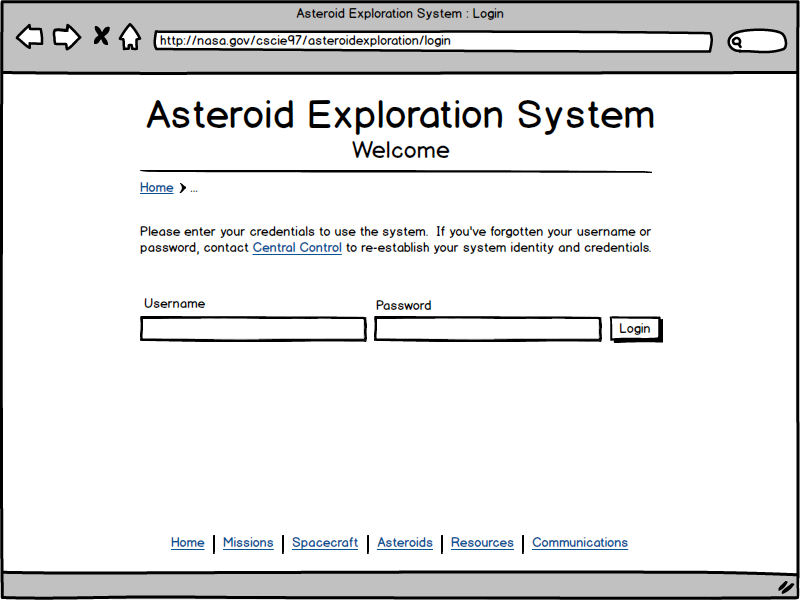 Asteroid Exploration System : Login
http://nasa.gov/cscie97/asteroidexploration/login
Asteroid Exploration System
Welcome
Home > ...
Please enter your credentials to use the system.  If you've forgotten your username or
password, contact Central Control to re-establish your system identity and credentials.
Username Password
Login
Home | Missions | Spacecraft | Asteroids | Resources | Communications